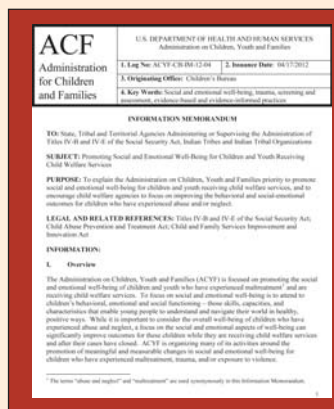 ACF
Administration
for Children
and Families
U.S. DEPARTMENT OF HEALTH AND HUMAN SERVICES
Administration on Children, Youth and Families
1. Log No: ACYF-CB-IM-12-04 2. Issuance Date: 04/17/2012
3. Originating Office: Children's Bureau
4. Key Words: Social and emotional well-being, trauma, screening and
assessment, evidence-based and evidence-informed practices
INFORMATION MEMORANDUM
TO: State, Tribal and Territorial Agencies Administering or Supervising the Administration of
Titles IV-B and IV-E of the Social Security Act, Indian Tribes and Indian Tribal Organizations
SUBJECT: Promoting Social and Emotional Well-Being for Children and Youth Receiving
Child Welfare Services
PURPOSE: To explain the Administration on Children, Youth and Families priority to promote
social and emotional well-being for children and youth receiving child welfare services, and to
encourage child welfare agencies to focus on improving the behavioral and social-emotional
outcomes for children who have experienced abuse and/or neglect.
LEGAL AND RELATED REFERENCES: Titles IV-B and IV-E of the Social Security Act;
Child Abuse Prevention and Treatment Act; Child and Family Services Improvement and
Innovation Act
INFORMATION:
I. Overview
The Administration on Children, Youth and Families (ACYF) is focused on promoting the social
and emotional well-being of children and youth who have experienced maltreatment¹ and are
receiving child welfare services. To focus on social and emotional well-being is to attend to
children's behavioral, emotional and social functioning – those skills, capacities, and
characteristics that enable young people to understand and navigate their world in healthy,
positive ways. While it is important to consider the overall well-being of children who have
experienced abuse and neglect, a focus on the social and emotional aspects of well-being can
significantly improve outcomes for these children while they are receiving child welfare services
and after their cases have closed. ACYF is organizing many of its activities around the
promotion of meaningful and measurable changes in social and emotional well-being for
children who have experienced maltreatment, trauma, and/or exposure to violence.
¹ The terms "abuse and neglect" and "maltreatment" are used synonymously in this Information Memorandum.
1